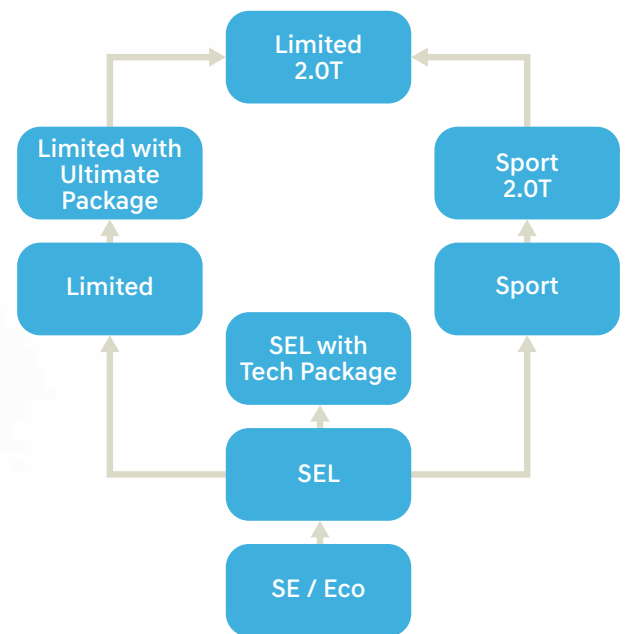 Limited
2.0T
Limited with
Ultimate
Package
Sport
2.0T
Limited
Sport
SEL with
Tech Package
SEL
SE / Eco